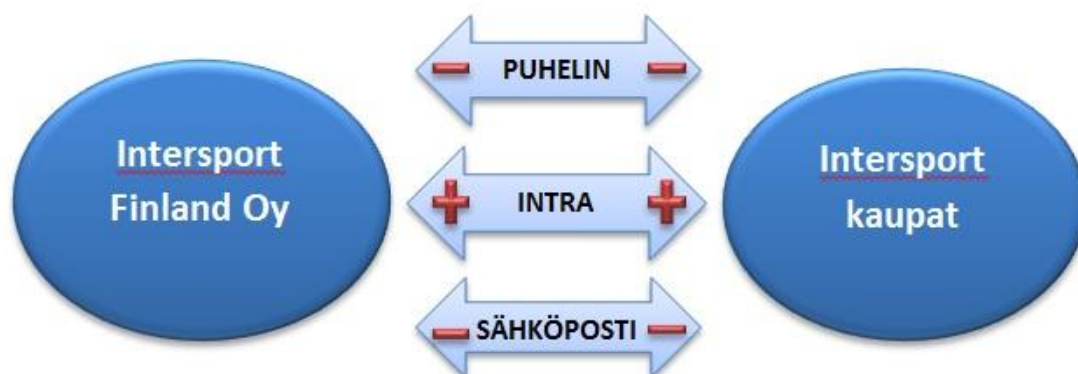 Intersport
Finland Oy
PUHELIN
INTRA
SÄHKÖPOSTI
Intersport
kaupat